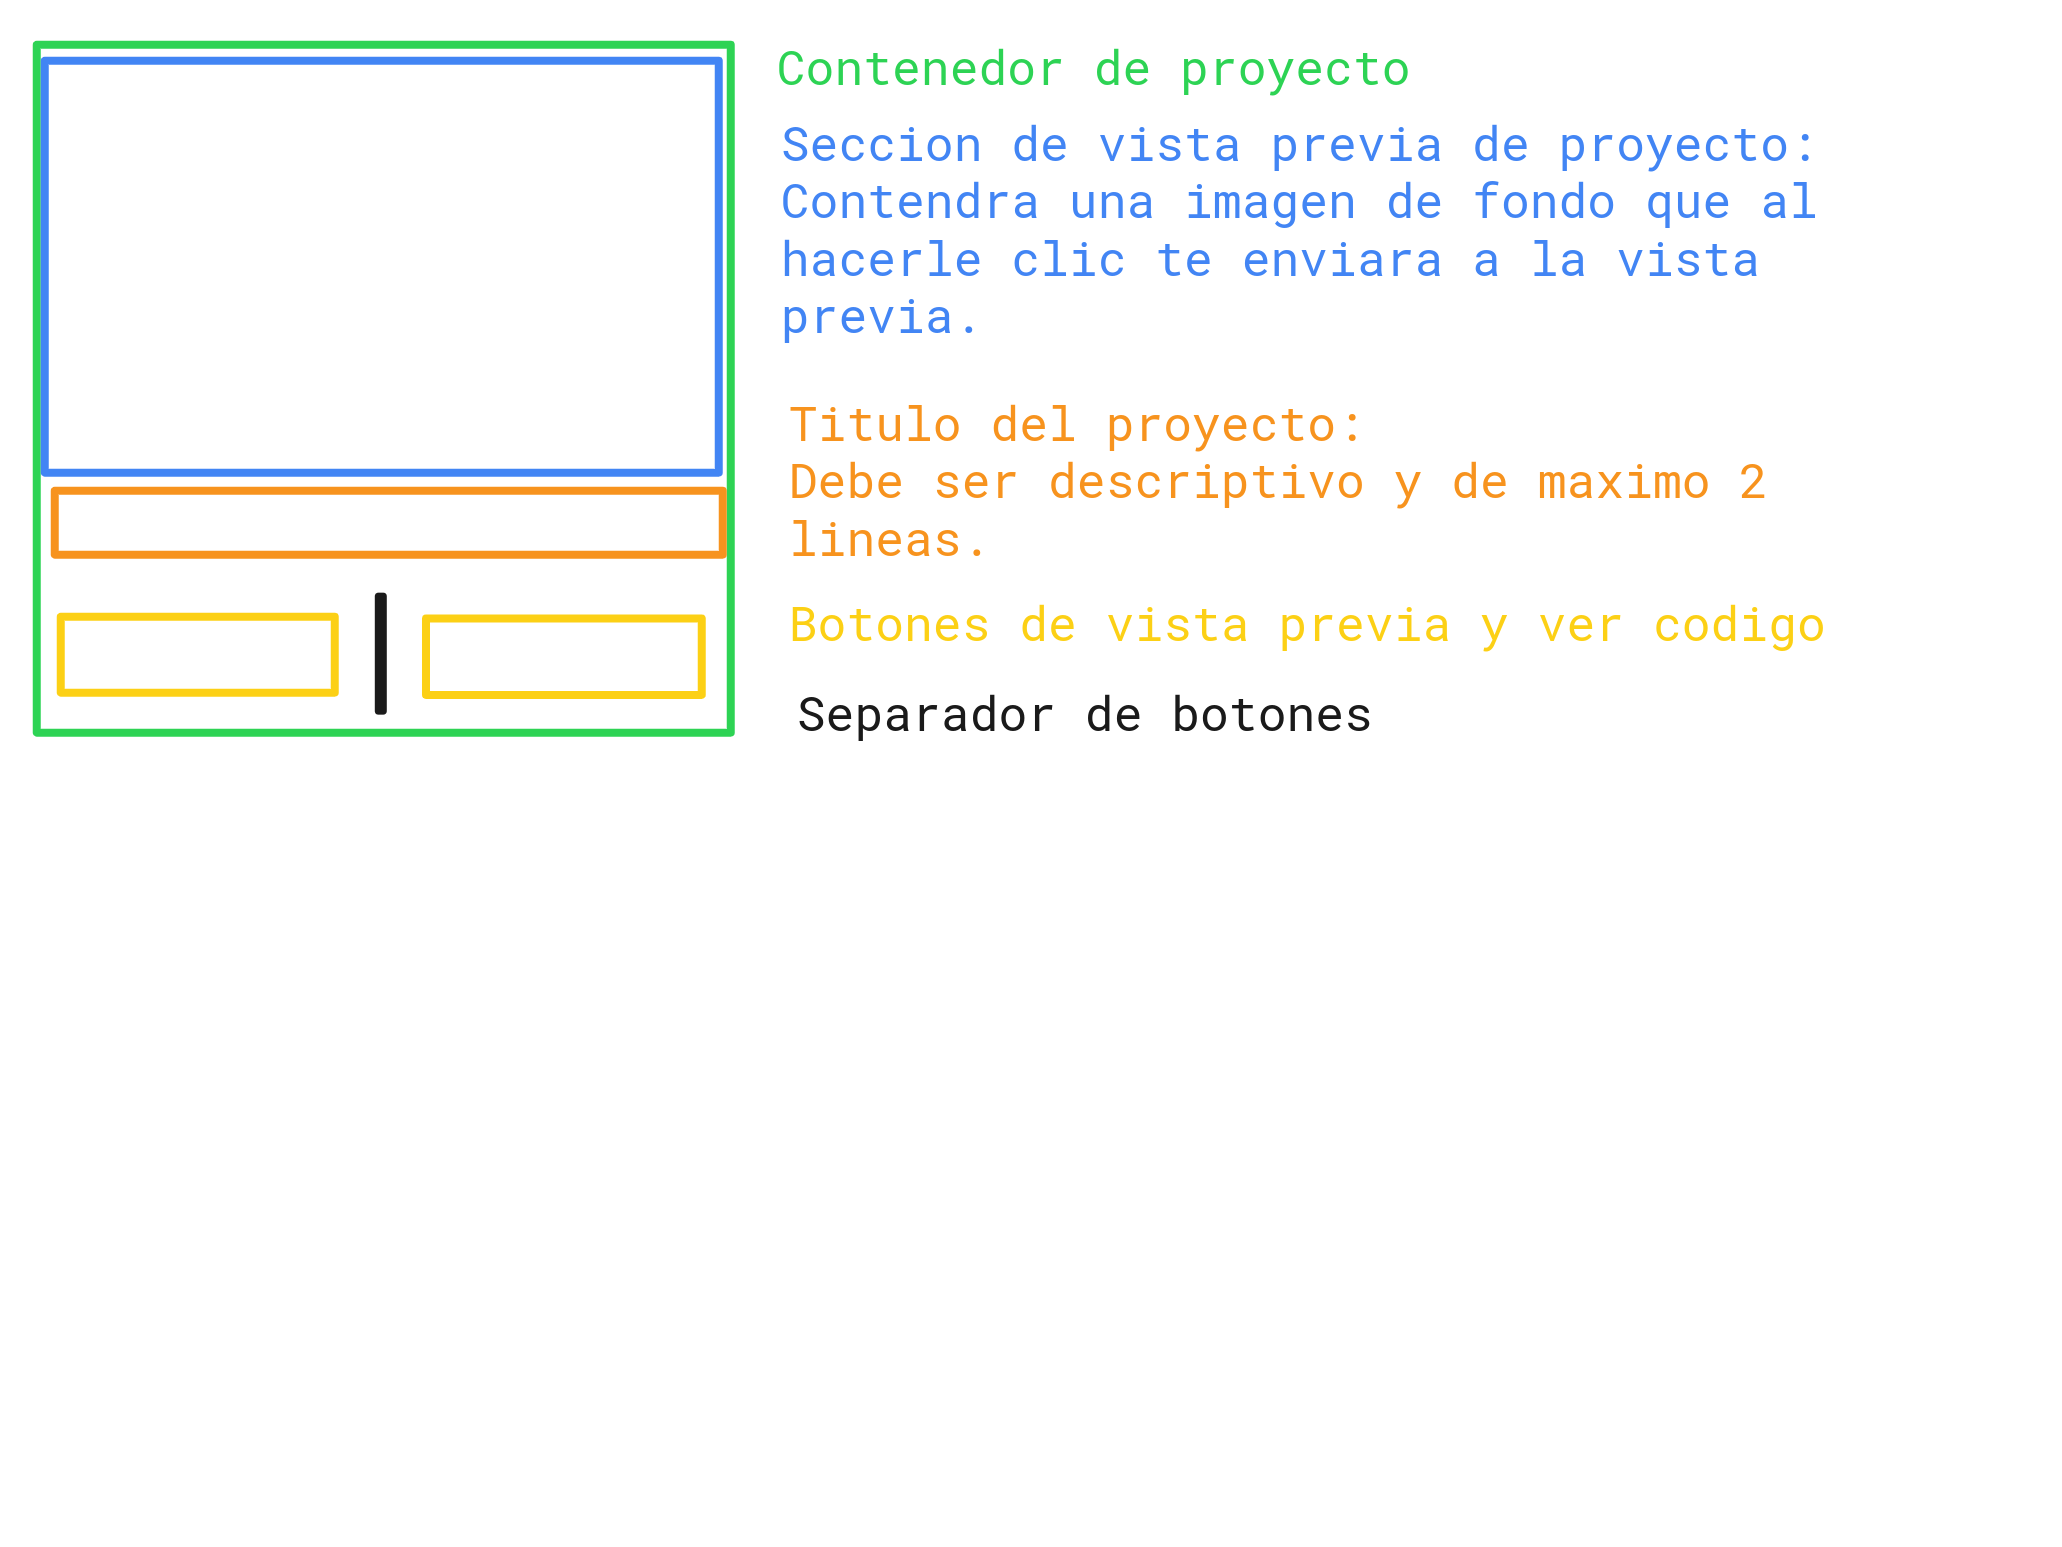 Contenedor de proyecto
Seccion de vista previa de proyecto:
Contendra una imagen de fondo que al
hacerle clic te enviara a la vista
previa.
Titulo del proyecto:
Debe ser descriptivo y de maximo 2
lineas.
Botones de vista previa y ver codigo
Separador de botones